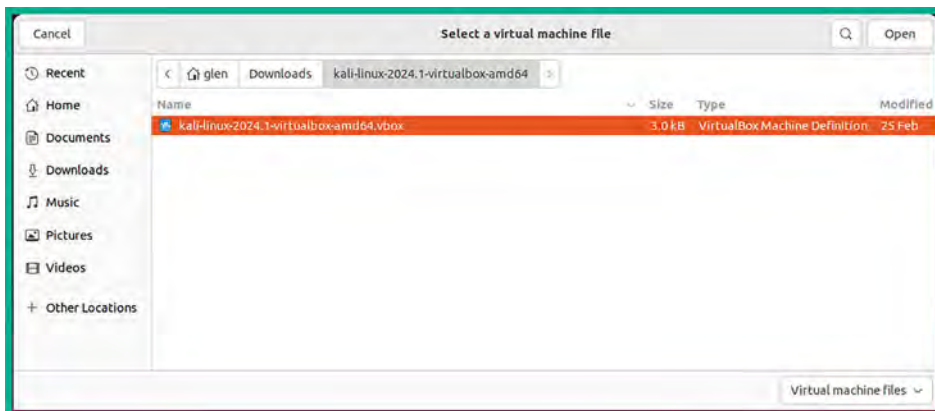 Cancel Select a virtual machine file Open
Recent
glen Downloads kali-linux-2024.1-virtualbox-amd64
Home
Name Size Type Modified
kali-linux-2024.1-virtualbox-amd64.vbox 3.0 kB VirtualBox Machine Definition 25 Feb
Documents
Downloads
Music
Pictures
Videos
+ Other Locations
Virtual machine files